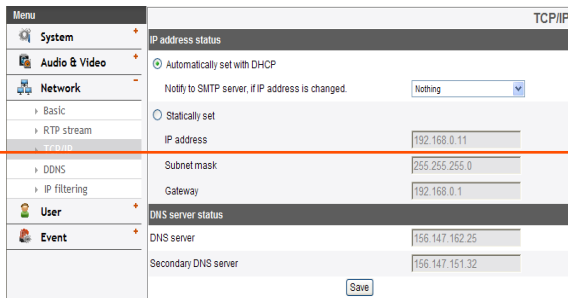 Menu
System +
Audio & Video +
Network -
Basic
RTP stream
TCP/IP
DDNS
IP filtering
User +
Event +
TCP/IP
IP address status
Automatically set with DHCP
Notify to SMTP server, if IP address is changed. Nothing
Statically set
IP address 192.168.0.11
Subnet mask 255.255.255.0
Gateway 192.168.0.1
DNS server status
DNS server 156.147.162.25
Secondary DNS server 156.147.151.32
Save